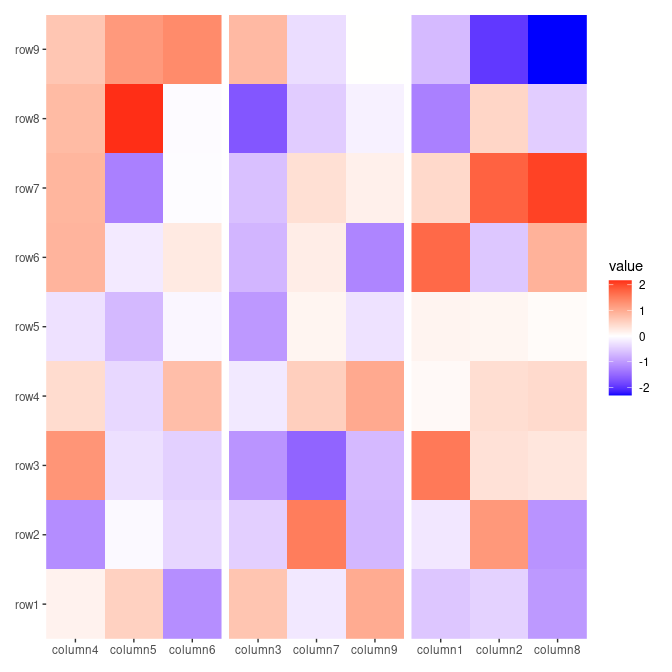 row9
row8
row7
row6
row5
row4
row3
row2
row1
column4 column5 column6 column3 column7 column9 column1 column2 column8
value
2
1
0
-1
-2